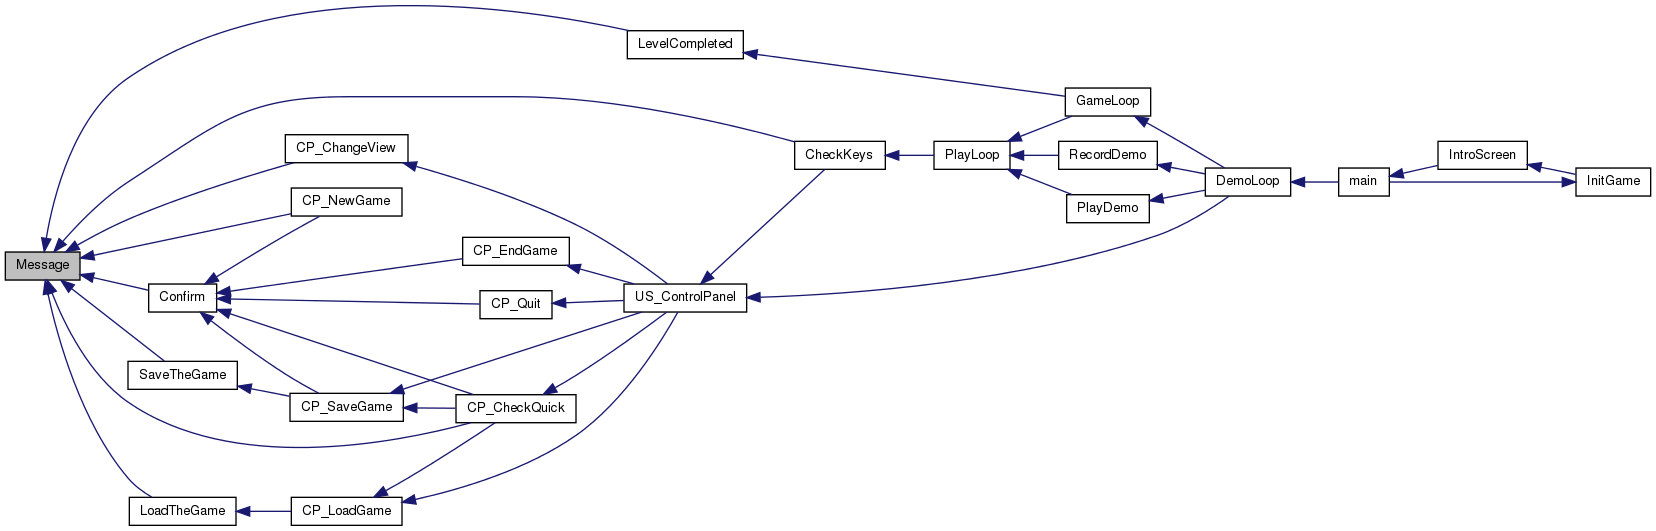 LevelCompleted
GameLoop
CP_ChangeView
CheckKeys
PlayLoop
RecordDemo
IntroScreen
CP_NewGame
PlayDemo
DemoLoop
main
InitGame
Message
CP_EndGame
Confirm
CP_Quit
US_ControlPanel
SaveTheGame
CP_SaveGame
CP_CheckQuick
LoadTheGame
CP_LoadGame